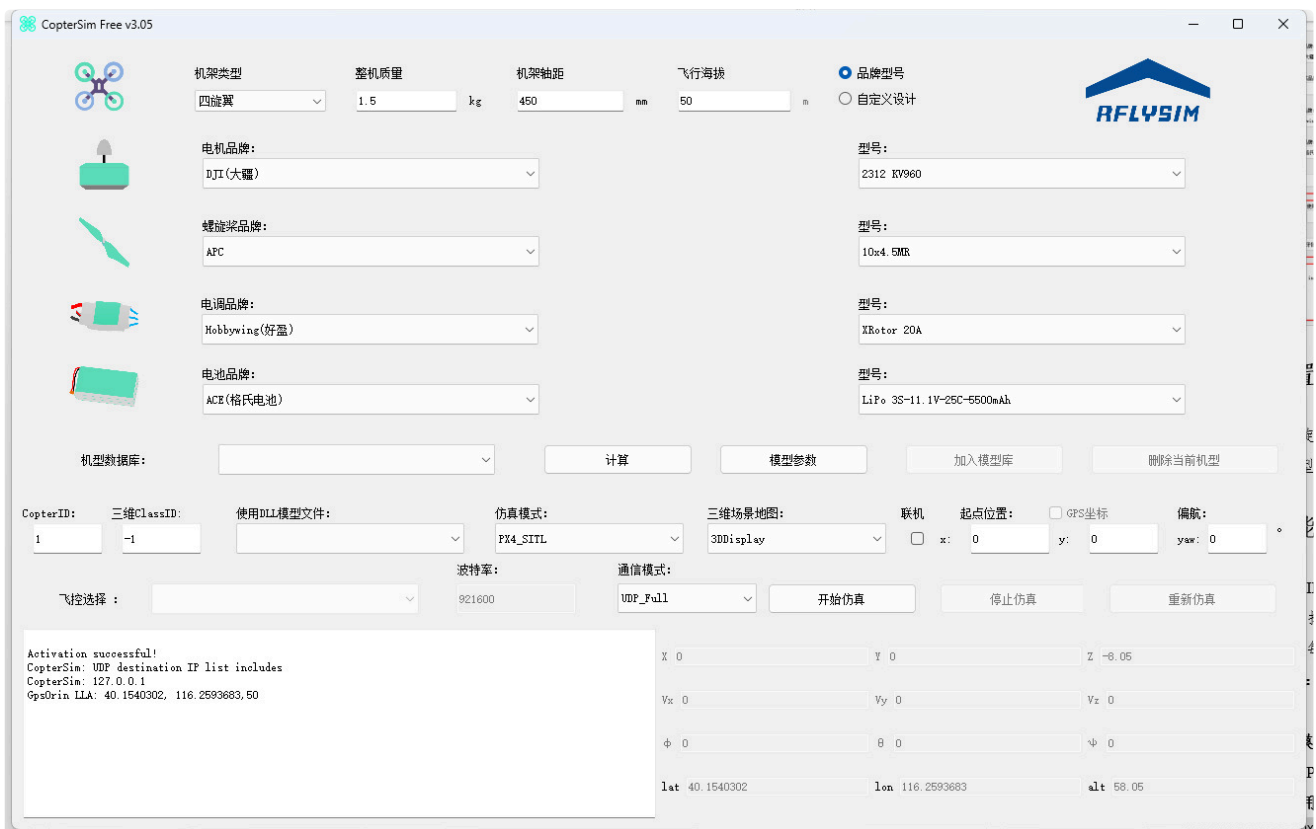 CopterSim Free v3.05
机架类型 整机质量 机架轴距 飞行海拔 品牌型号
四旋翼 1.5 kg 450 mm 50 m 自定义设计
RFLYSIM
电机品牌: 型号:
DJI(大疆) 2312 KV960
螺旋桨品牌: 型号:
APC 10x4.5MR
电调品牌: 型号:
Hobbywing(好盈) XRotor 20A
电池品牌: 型号:
ACE(格氏电池) LiPo 3S-11.1V-25C-5500mAh
机型数据库: 计算 模型参数 加入模型库 删除当前机型
CopterID: 三维ClassID: 使用DLL模型文件: 仿真模式: 三维场景地图: 联机 起点位置: GPS坐标 偏航:
1 -1 PX4_SITL 3DDisplay x: 0 y: 0 yaw: 0 °
波特率: 通信模式:
飞控选择 : 921600 UDP_Full 开始仿真 停止仿真 重新仿真
Activation successful!
CopterSim: UDP destination IP list includes
CopterSim: 127.0.0.1
GpsOrin LLA: 40.1540302, 116.2593683,50
X 0 Y 0 Z -8.05
Vx 0 Vy 0 Vz 0
ϕ 0 θ 0 ψ 0
lat 40.1540302 lon 116.2593683 alt 58.05